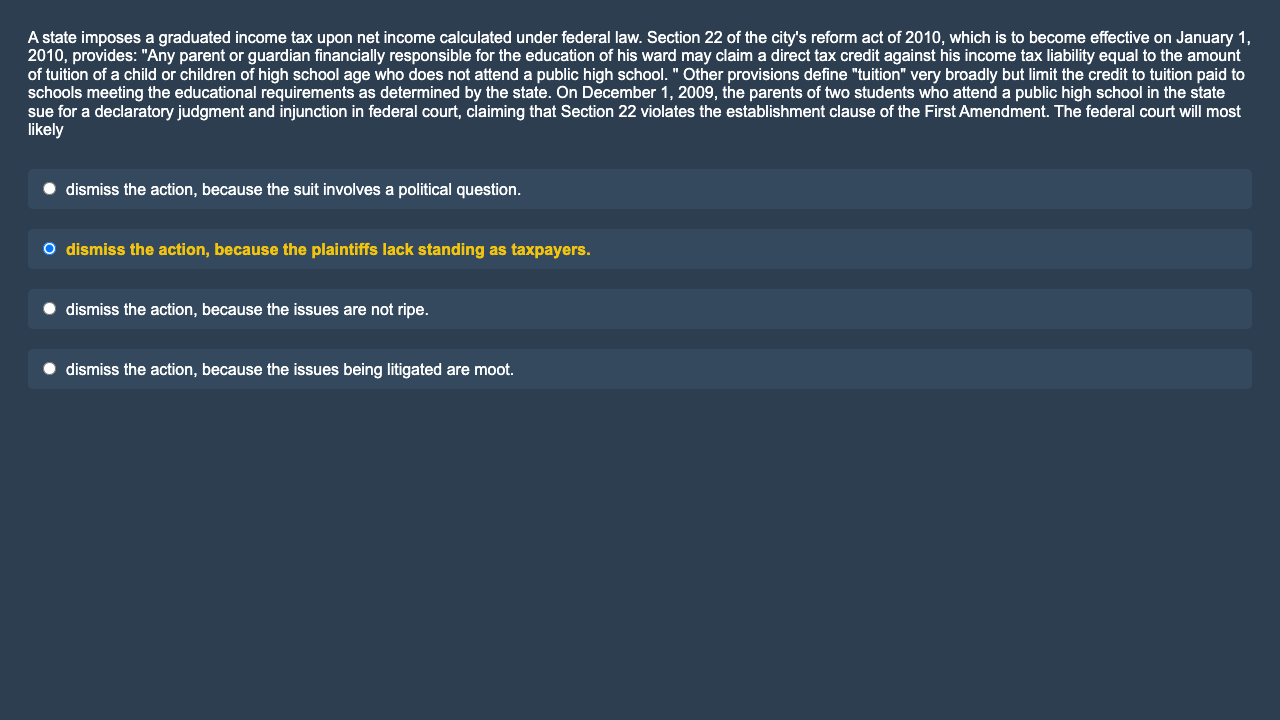 A state imposes a graduated income tax upon net income calculated under federal law. Section 22 of the city's reform act of 2010, which is to become effective on January 1,
2010, provides: "Any parent or guardian financially responsible for the education of his ward may claim a direct tax credit against his income tax liability equal to the amount
of tuition of a child or children of high school age who does not attend a public high school. " Other provisions define "tuition" very broadly but limit the credit to tuition paid to
schools meeting the educational requirements as determined by the state. On December 1, 2009, the parents of two students who attend a public high school in the state
sue for a declaratory judgment and injunction in federal court, claiming that Section 22 violates the establishment clause of the First Amendment. The federal court will most
likely
dismiss the action, because the suit involves a political question.
dismiss the action, because the plaintiffs lack standing as taxpayers.
dismiss the action, because the issues are not ripe.
dismiss the action, because the issues being litigated are moot.